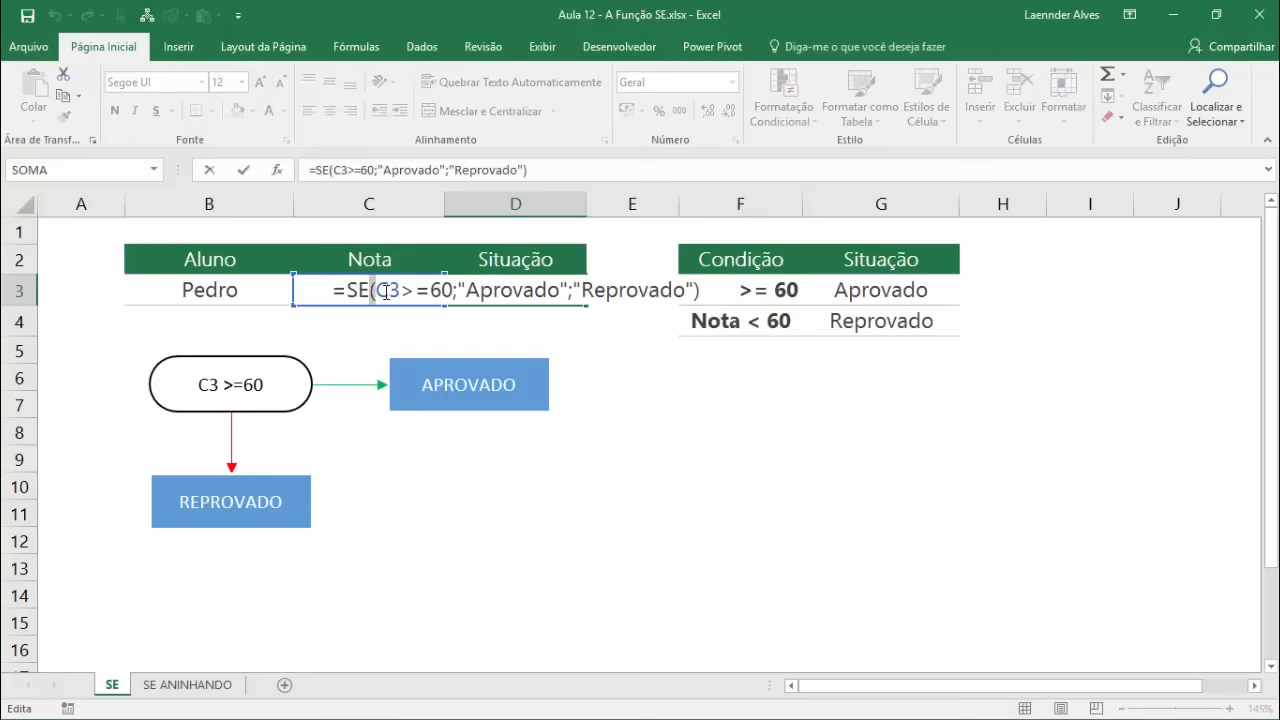 Aula 12 - A Função SE.xlsx - Excel
Laennder Alves
Arquivo
Página Inicial
Inserir
Layout da Página
Fórmulas
Dados
Revisão
Exibir
Desenvolvedor
Power Pivot
Diga-me o que você deseja fazer
Compartilhar
Colar
Segoe UI
12
N I S
Quebrar Texto Automaticamente
Mesclar e Centralizar
Geral
% 000
Formatação Condicional
Formatar como Tabela
Estilos de Célula
Inserir
Excluir
Formatar
Classificar e Filtrar
Localizar e Selecionar
Área de Transf...
Fonte
Alinhamento
Número
Estilo
Células
Edição
SOMA
fx
=SE(C3>=60;"Aprovado";"Reprovado")
A B C D E F G H I J
1
2 Aluno Nota Situação Condição Situação
3 Pedro =SE(C3>=60;"Aprovado";"Reprovado") >= 60 Aprovado
4 Nota < 60 Reprovado
5
6 C3 >=60 APROVADO
7
8
9
10 REPROVADO
11
12
13
14
15
16
SE
SE ANINHANDO
Edita
145%